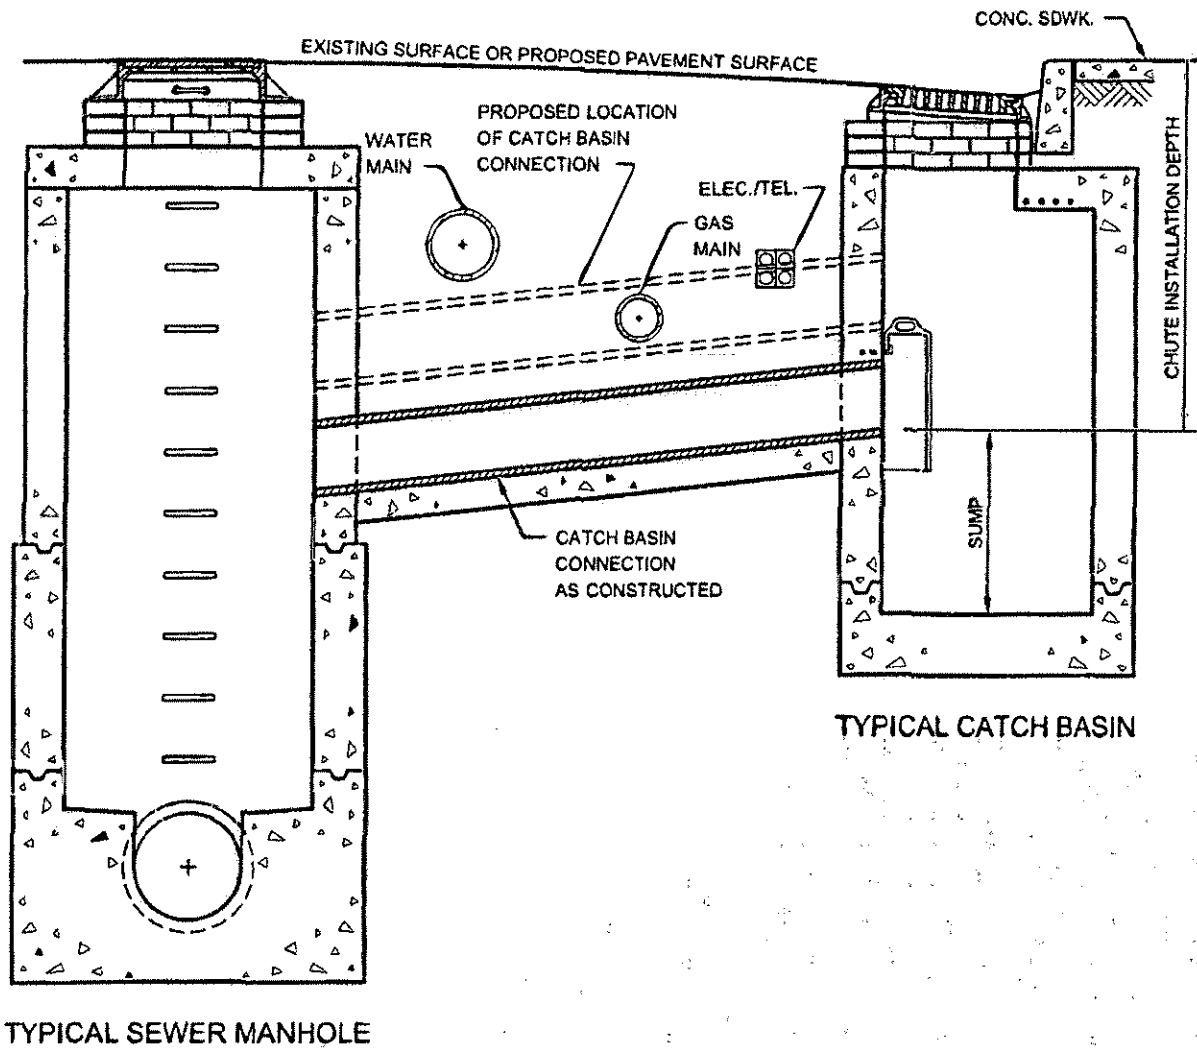 CONC. SDWK.
EXISTING SURFACE OR PROPOSED PAVEMENT SURFACE
PROPOSED LOCATION
OF CATCH BASIN
CONNECTION
WATER
MAIN
ELEC./TEL.
GAS
MAIN
CHUTE INSTALLATION DEPTH
SUMP
CATCH BASIN
CONNECTION
AS CONSTRUCTED
TYPICAL CATCH BASIN
TYPICAL SEWER MANHOLE